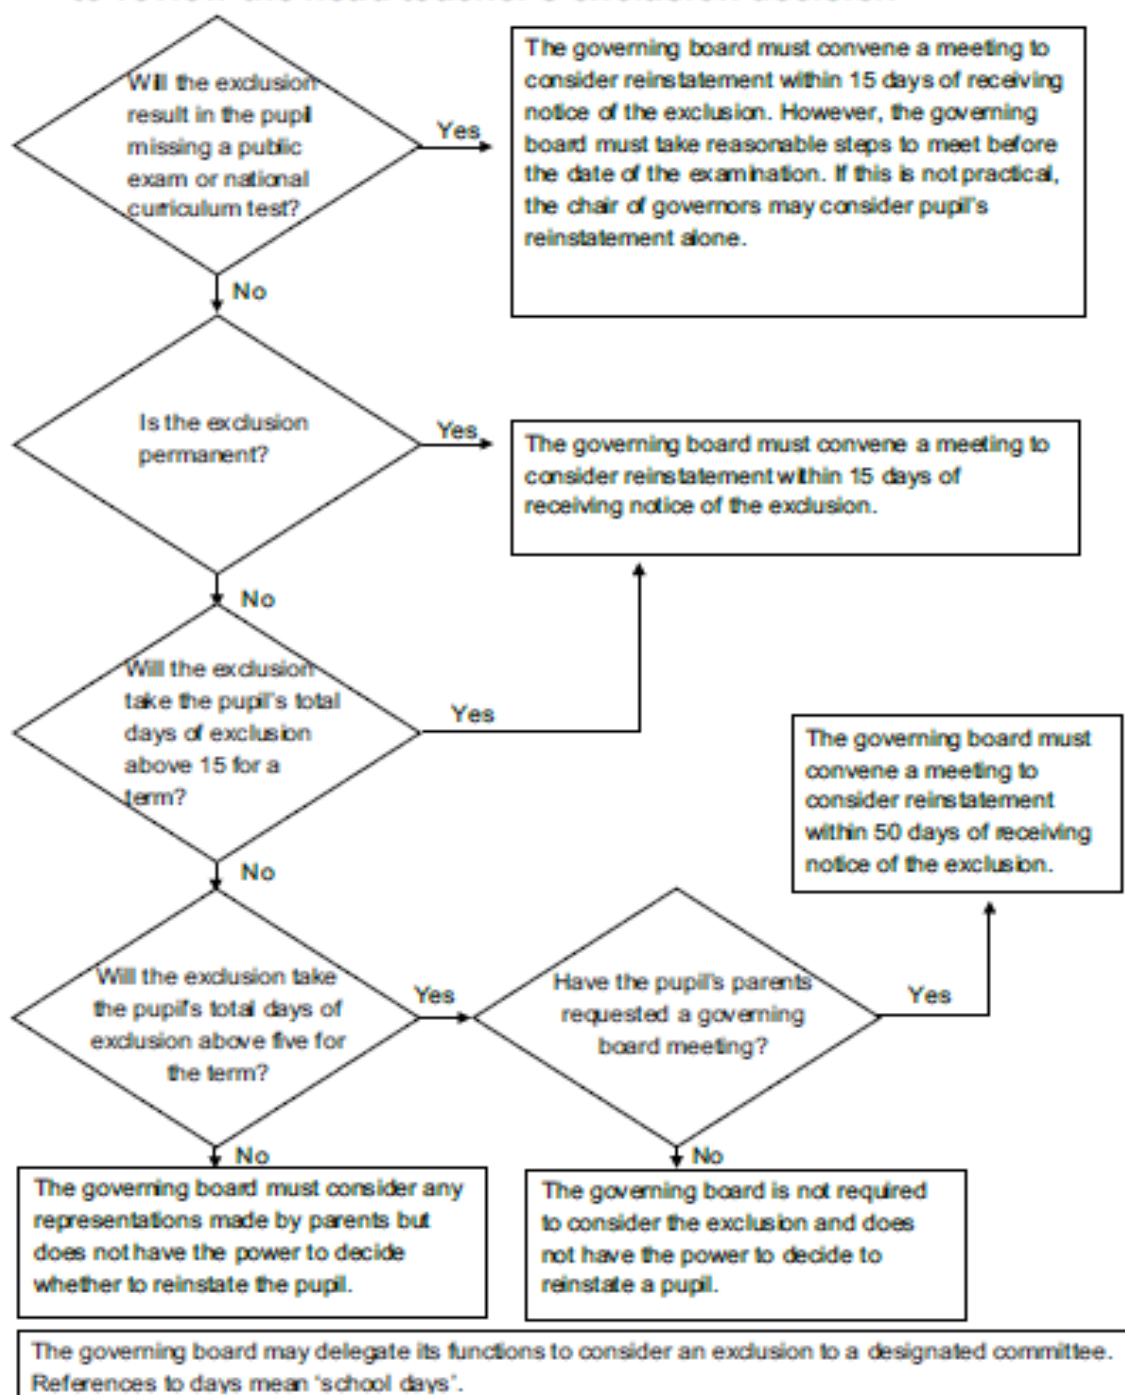 Will the exclusion
result in the pupil
missing a public
exam or national
curriculum test?
Yes
The governing board must convene a meeting to
consider reinstatement within 15 days of receiving
notice of the exclusion. However, the governing
board must take reasonable steps to meet before
the date of the examination. If this is not practical,
the chair of governors may consider pupil's
reinstatement alone.
No
Is the exclusion
permanent?
Yes
The governing board must convene a meeting to
consider reinstatement within 15 days of
receiving notice of the exclusion.
No
Will the exclusion
take the pupil's total
days of exclusion
above 15 for a
term?
Yes
The governing board must
convene a meeting to
consider reinstatement
within 50 days of receiving
notice of the exclusion.
No
Will the exclusion take
the pupil's total days of
exclusion above five for
the term?
Yes
Have the pupil's parents
requested a governing
board meeting?
Yes
No
The governing board must consider any
representations made by parents but
does not have the power to decide
whether to reinstate the pupil.
No
The governing board is not required
to consider the exclusion and does
not have the power to decide to
reinstate a pupil.
The governing board may delegate its functions to consider an exclusion to a designated committee.
References to days mean 'school days'.